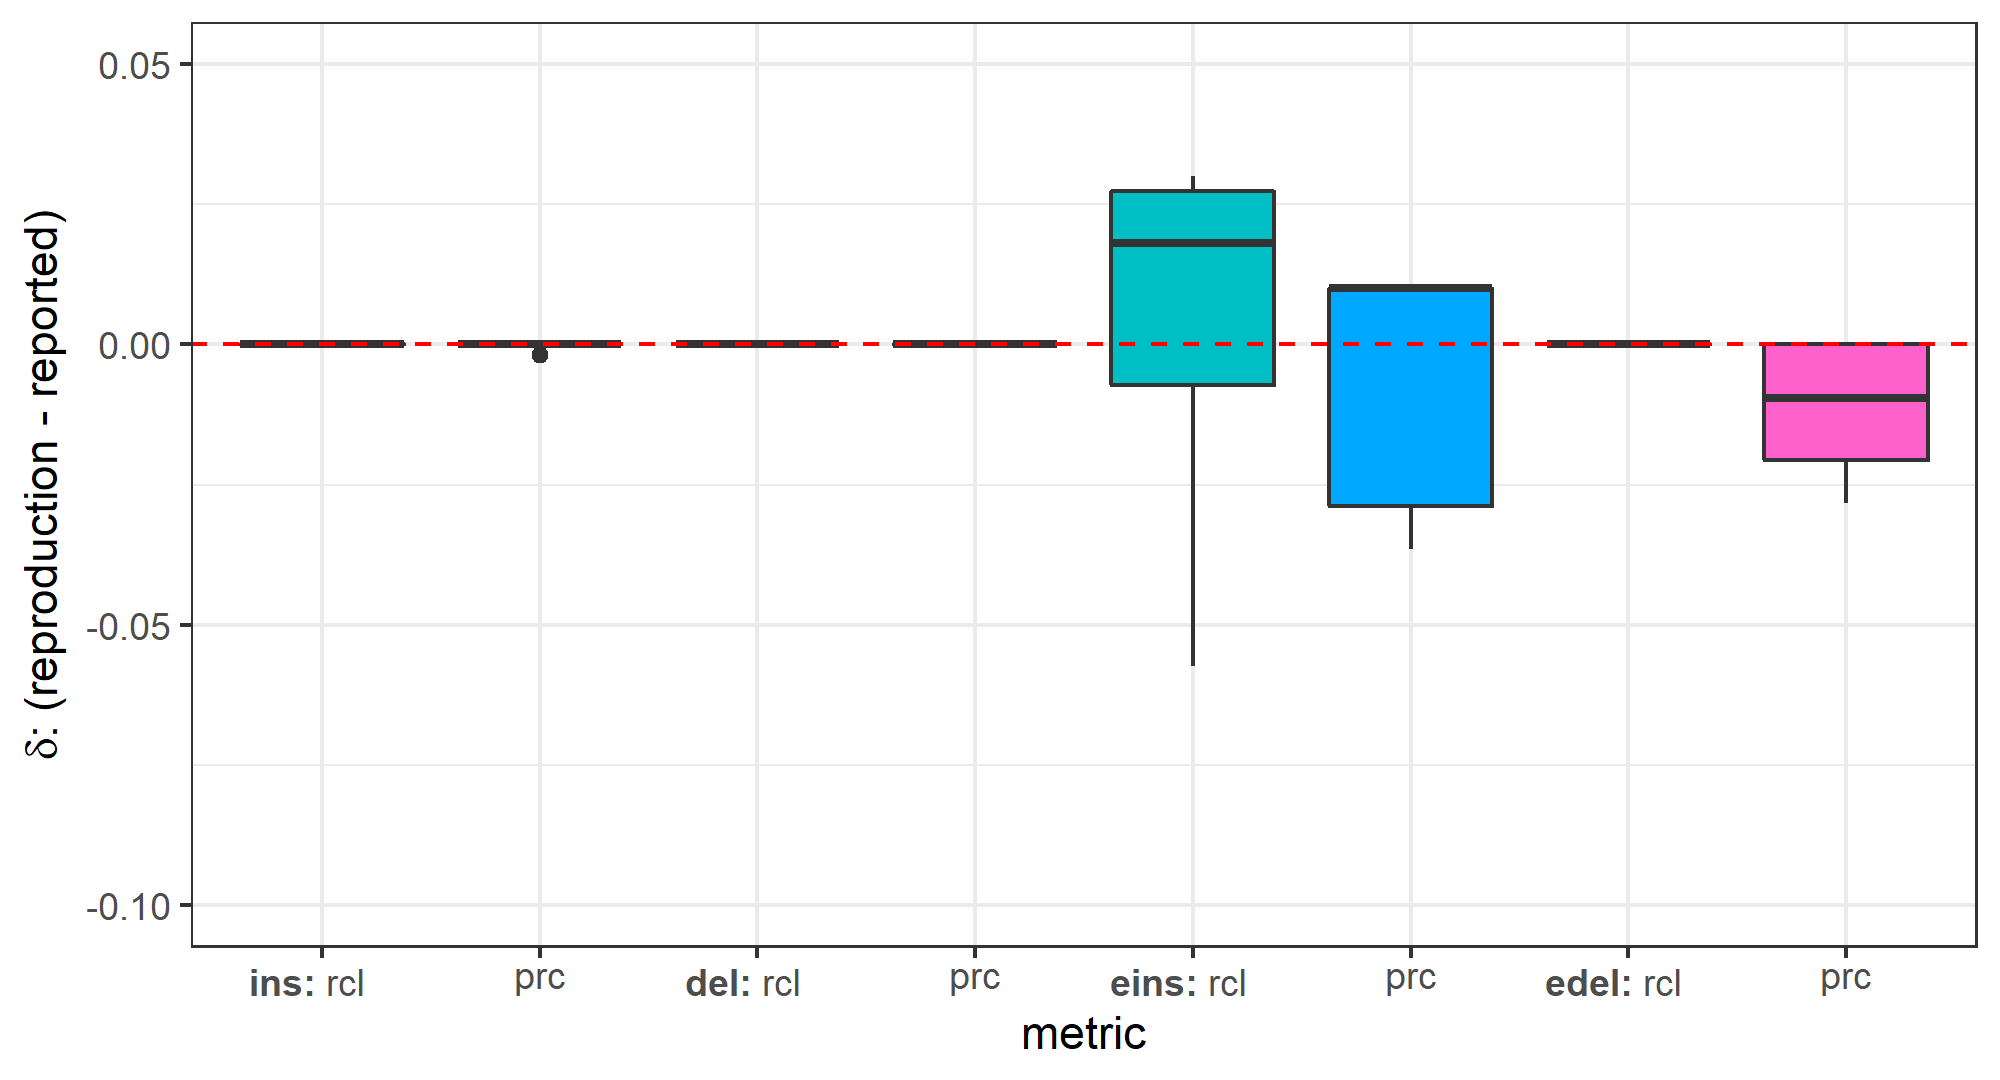 δ: (reproduction - reported)
0.05
0.00
-0.05
-0.10
ins: rcl
prc
del: rcl
prc
eins: rcl
prc
edel: rcl
prc
metric